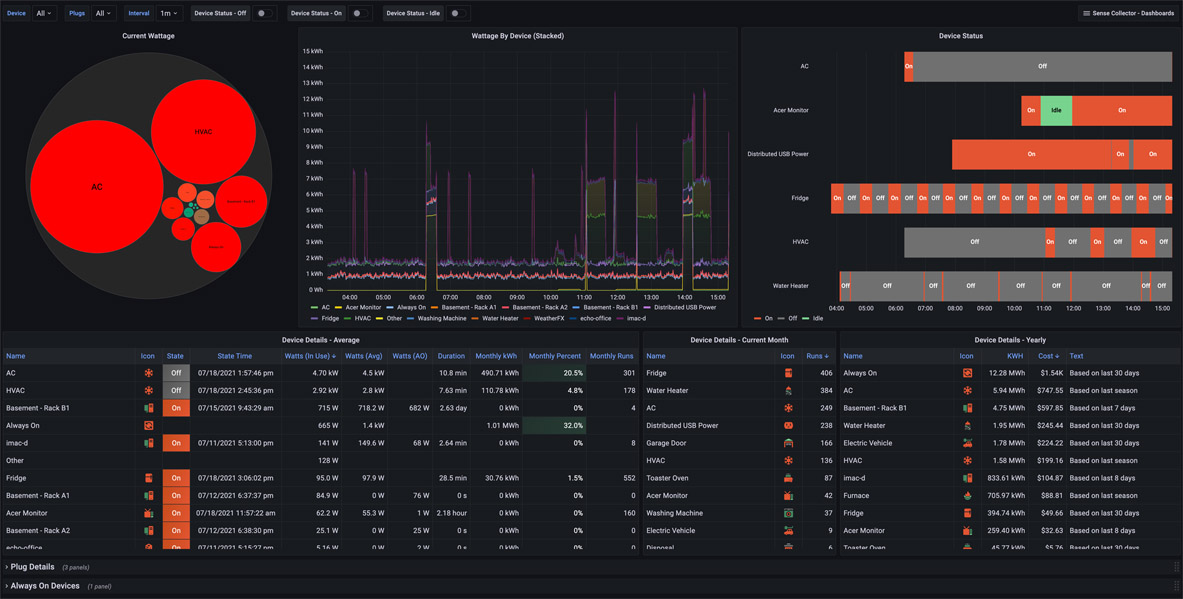 Device All Plugs All Interval 1m Device Status - Off Device Status - On Device Status - Idle Sense Collector - Dashboards
Current Wattage
HVAC
AC
Wattage By Device (Stacked)
15 kWh
14 kWh
13 kWh
12 kWh
11 kWh
10 kWh
9 kWh
8 kWh
7 kWh
6 kWh
5 kWh
4 kWh
3 kWh
2 kWh
1 kWh
0 Wh
04:00 05:00 06:00 07:00 08:00 09:00 10:00 11:00 12:00 13:00 14:00 15:00
AC Acer Monitor Always On Basement - Rack A1 Basement - Rack A2 Basement - Rack B1 Distributed USB Power
Fridge HVAC Other Washing Machine Water Heater WeatherFX echo-office imac-d
Device Status
AC On Off
Acer Monitor On Idle On
Distributed USB Power On On On
Fridge On Off On Off On Off On Off On Off On Off On Off On Off On Off On Off On Off On Off On
HVAC Off On Off On Off On Off
Water Heater Off Off Off Off Off Off Off Off
04:00 05:00 06:00 07:00 08:00 09:00 10:00 11:00 12:00 13:00 14:00 15:00
On Off Idle
Device Details - Average
Name Icon State State Time Watts (In Use) Watts (Avg) Watts (AO) Duration Monthly kWh Monthly Percent Monthly Runs
AC Off 07/18/2021 1:57:46 pm 4.70 kW 4.5 kW 10.8 min 490.71 kWh 20.5% 301
HVAC Off 07/18/2021 2:45:36 pm 2.92 kW 2.8 kW 7.63 min 110.78 kWh 4.8% 138
Basement - Rack B1 On 07/15/2021 9:43:29 am 715 W 718.2 W 682 W 2.63 day 0 kWh 0% 4
Always On 665 W 1.4 kW 1.01 MWh 32.0%
imac-d On 07/11/2021 5:13:00 pm 141 W 149.6 W 68 W 2.64 min 0 kWh 0% 8
Other 128 W
Fridge On 07/18/2021 3:06:02 pm 95.0 W 97.9 W 28.5 min 30.76 kWh 1.5% 552
Basement - Rack A1 On 07/12/2021 6:37:37 pm 84.9 W 0 W 76 W 0 s 0 kWh 0% 0
Acer Monitor On 07/18/2021 11:57:22 am 62.2 W 55.3 W 1 W 2.18 hour 0 kWh 0% 160
Basement - Rack A2 On 07/12/2021 6:38:30 pm 25.1 W 0 W 25 W 0 s 0 kWh 0% 0
echo-office On 07/11/2021 5:15:27 pm 5.16 W 0 W 2 W 0 s 0 kWh 0% 0
Device Details - Current Month
Name Icon Runs
Fridge 406
Water Heater 384
AC 249
Distributed USB Power 238
Garage Door 166
HVAC 136
Toaster Oven 87
Acer Monitor 42
Washing Machine 37
Electric Vehicle 9
Disposal 6
Device Details - Yearly
Name Icon KWH Cost Text
Always On 12.28 MWh $1.54K Based on last 30 days
AC 5.94 MWh $747.55 Based on last season
Basement - Rack B1 4.75 MWh $597.85 Based on last 7 days
Water Heater 1.95 MWh $245.44 Based on last 30 days
Electric Vehicle 1.78 MWh $224.22 Based on last 30 days
HVAC 1.58 MWh $199.16 Based on last season
imac-d 833.61 kWh $104.87 Based on last 8 days
Furnace 705.97 kWh $88.81 Based on last season
Fridge 394.74 kWh $49.66 Based on last 30 days
Acer Monitor 259.40 kWh $32.63 Based on last 8 days
Toaster Oven 45.77 kWh $5.76 Based on last 30 days
Plug Details (3 panels)
Always On Devices (1 panel)